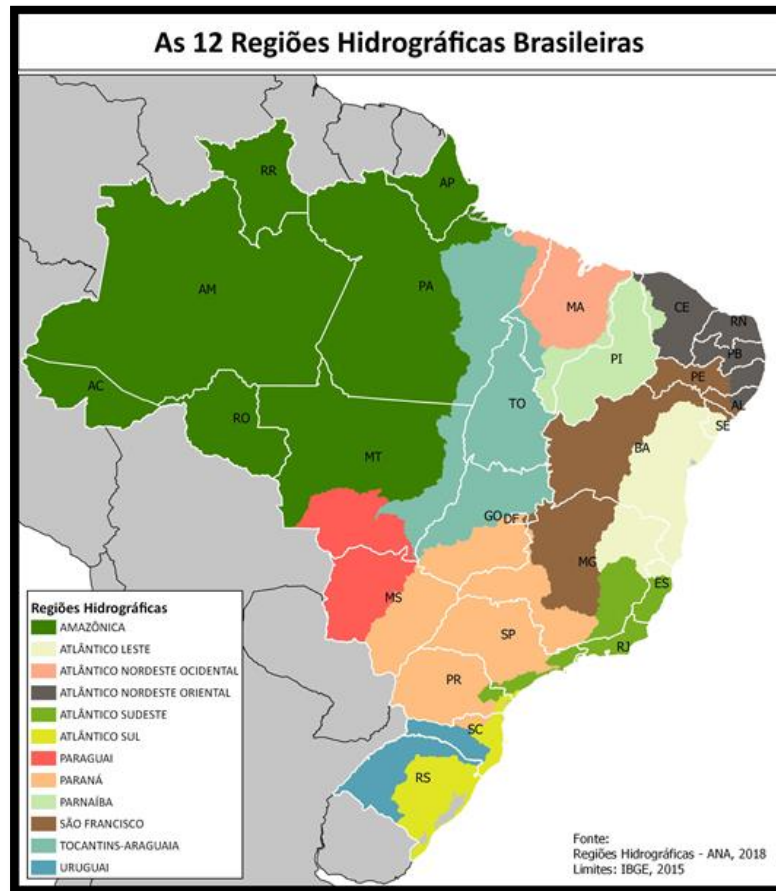 As 12 Regiões Hidrográficas Brasileiras
RR
AP
AM
PA
MA
CE
RN
PB
PI
PE
AL
SE
AC
RO
TO
MT
BA
GO
DF
MG
ES
MS
SP
RJ
PR
SC
RS
Regiões Hidrográficas
AMAZÔNICA
ATLÂNTICO LESTE
ATLÂNTICO NORDESTE OCIDENTAL
ATLÂNTICO NORDESTE ORIENTAL
ATLÂNTICO SUDESTE
ATLÂNTICO SUL
PARAGUAI
PARANÁ
PARNAÍBA
SÃO FRANCISCO
TOCANTINS-ARAGUAIA
URUGUAI
Fonte:
Regiões Hidrográficas - ANA, 2018
Límites: IBGE, 2015